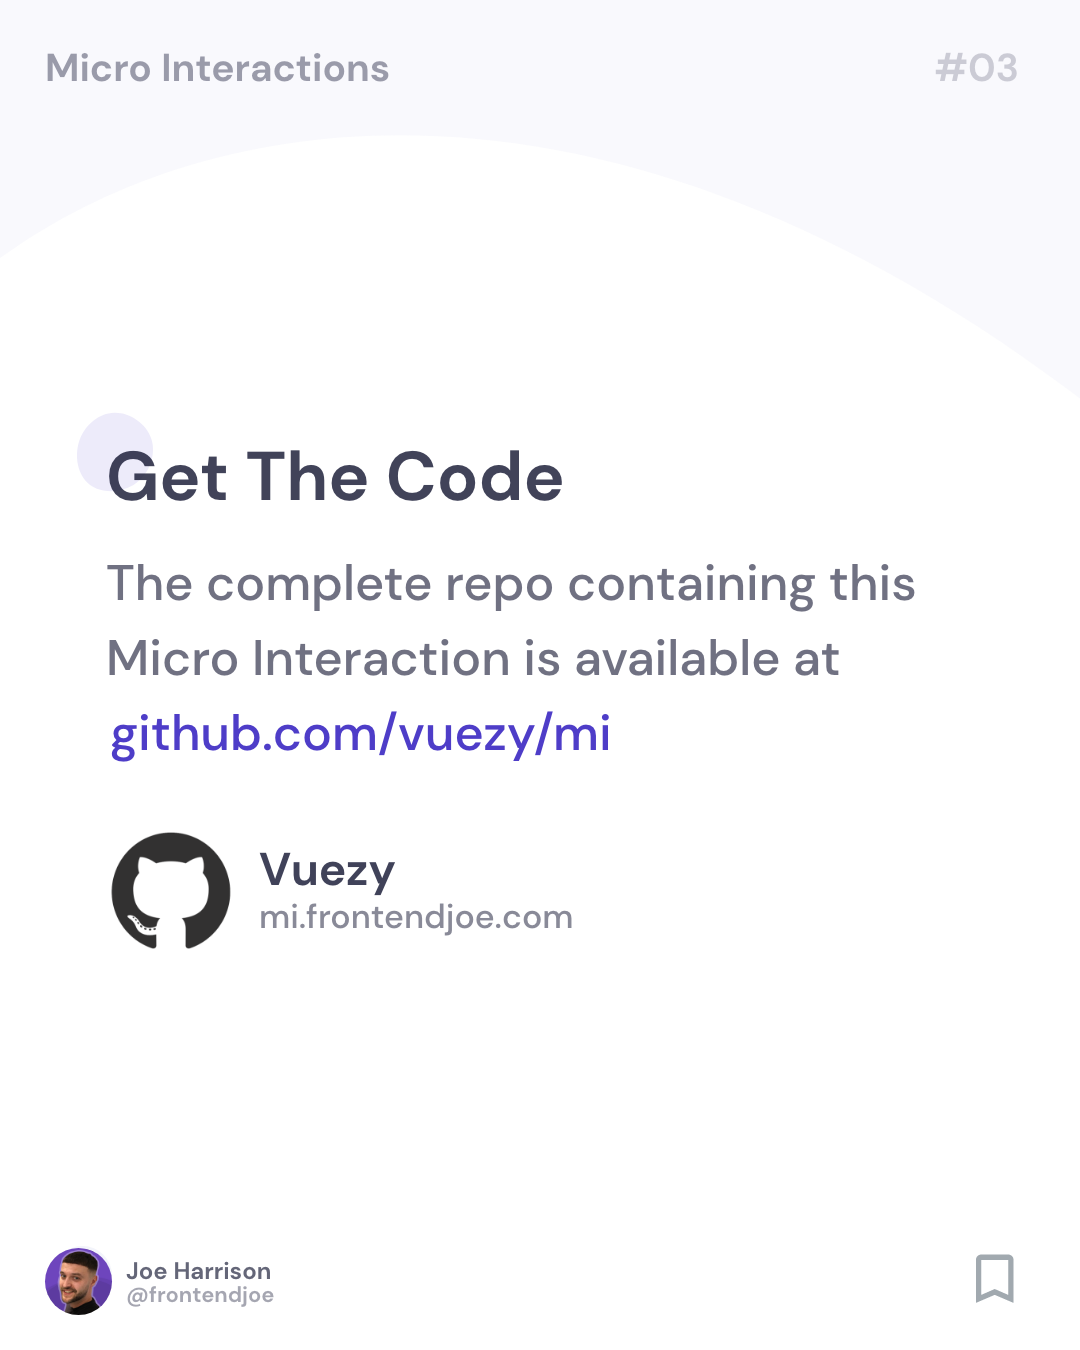 Micro Interactions
#03
Get The Code
The complete repo containing this
Micro Interaction is available at
github.com/vuezy/mi
Vuezy
mi.frontendjoe.com
Joe Harrison
@frontendjoe